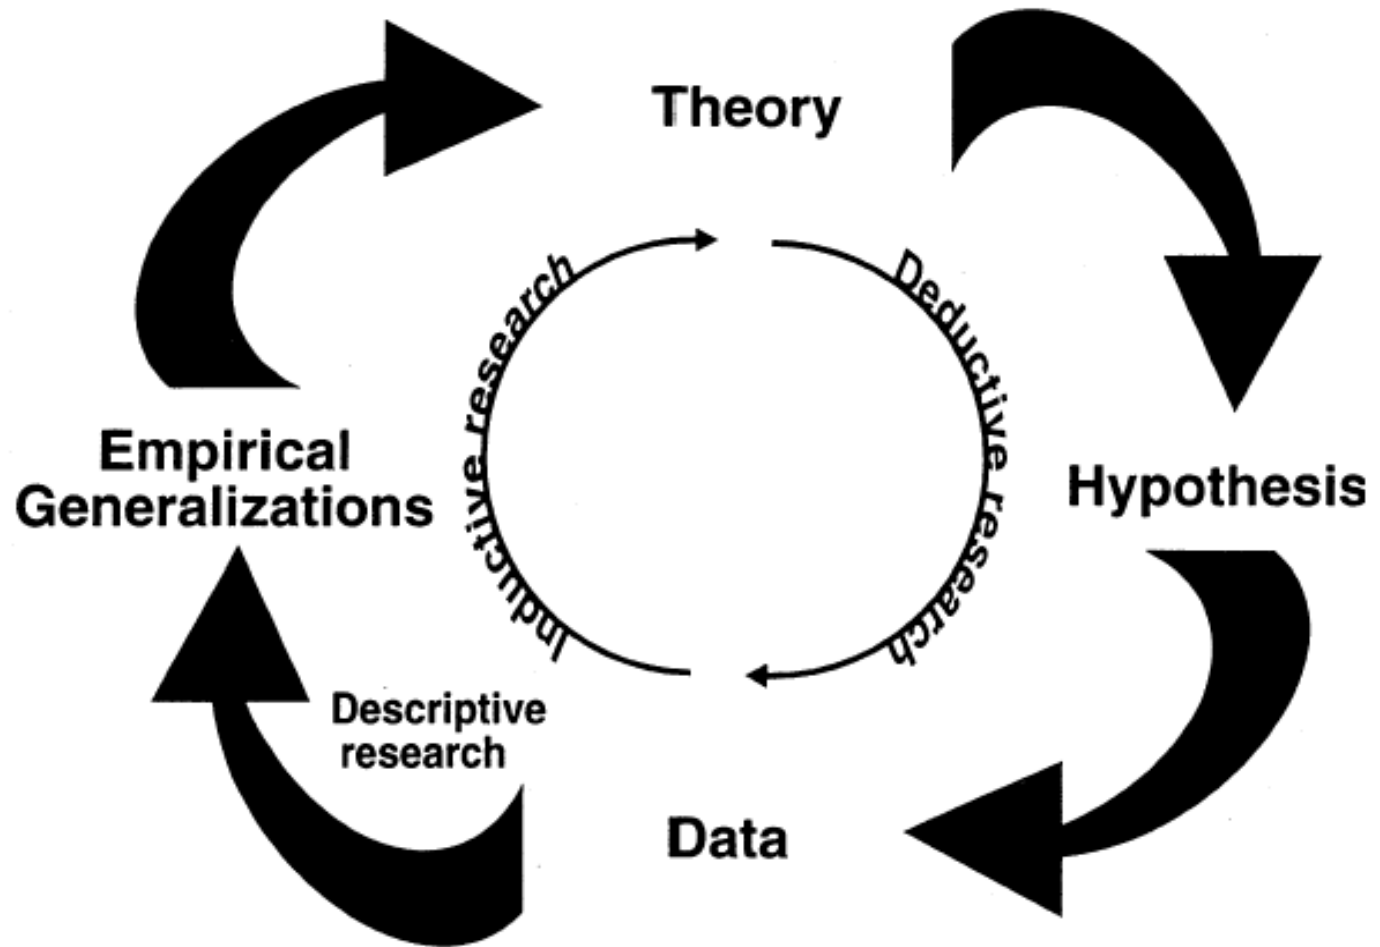 Theory
Inductive research
Deductive research
Empirical
Generalizations
Hypothesis
Descriptive
research
Data